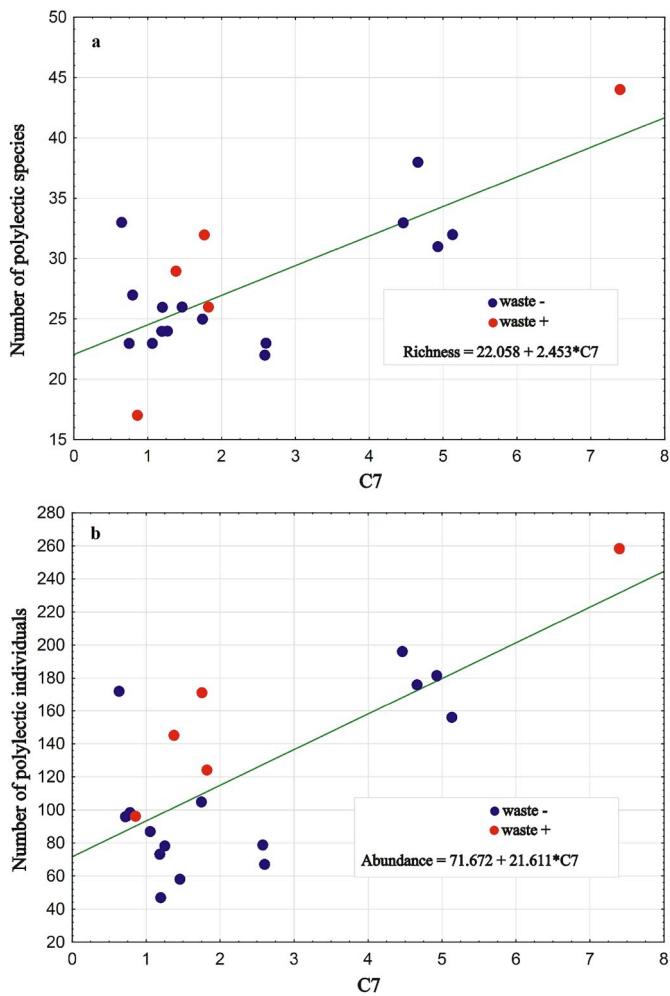 50
a
45
40
35
30
25
20
15
Number of polylectic species
waste -
waste +
Richness = 22.058 + 2.453*C7
0 1 2 3 4 5 6 7 8
C7
280
b
260
240
220
200
180
160
140
120
100
80
60
40
20
Number of polylectic individuals
waste -
waste +
Abundance = 71.672 + 21.611*C7
0 1 2 3 4 5 6 7 8
C7